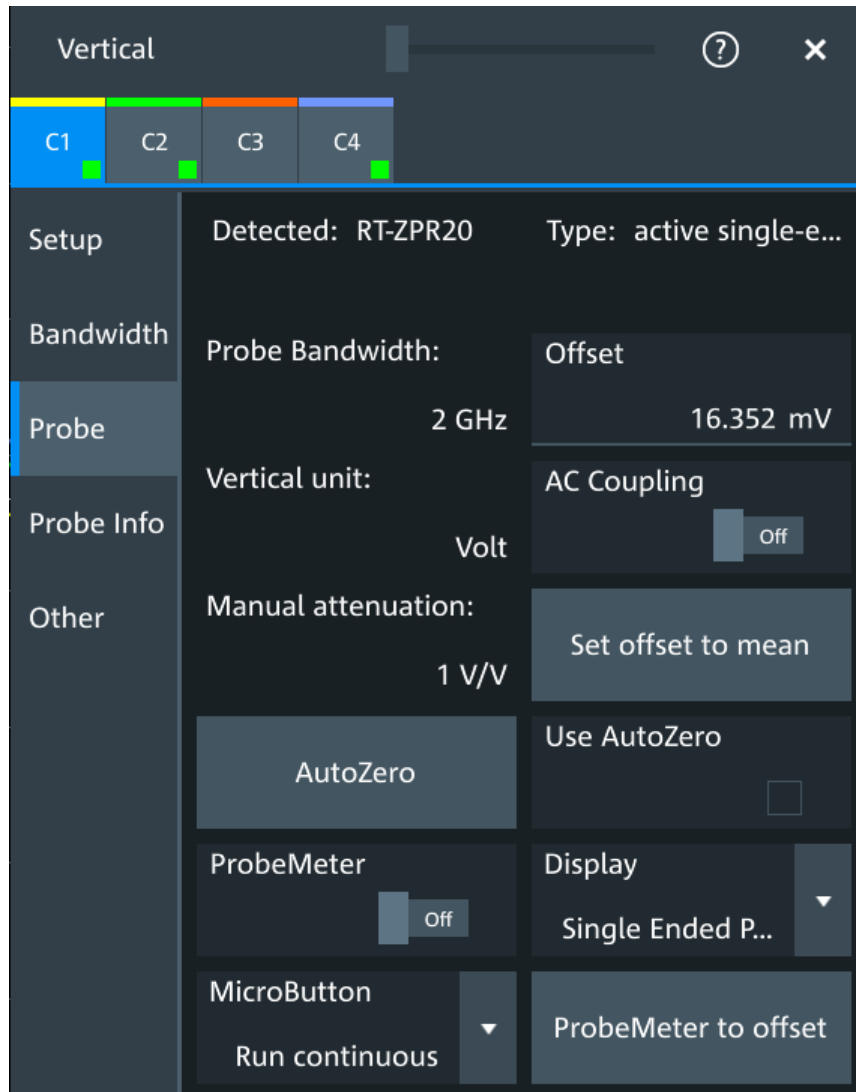 Vertical
?
C1 C2 C3 C4
Setup
Bandwidth
Probe
Probe Info
Other
Detected: RT-ZPR20 Type: active single-e...
Probe Bandwidth:
2 GHz
Offset
16.352 mV
Vertical unit:
Volt
AC Coupling
Off
Manual attenuation:
1 V/V
Set offset to mean
AutoZero
Use AutoZero
ProbeMeter
Off
Display
Single Ended P...
MicroButton
Run continuous
ProbeMeter to offset